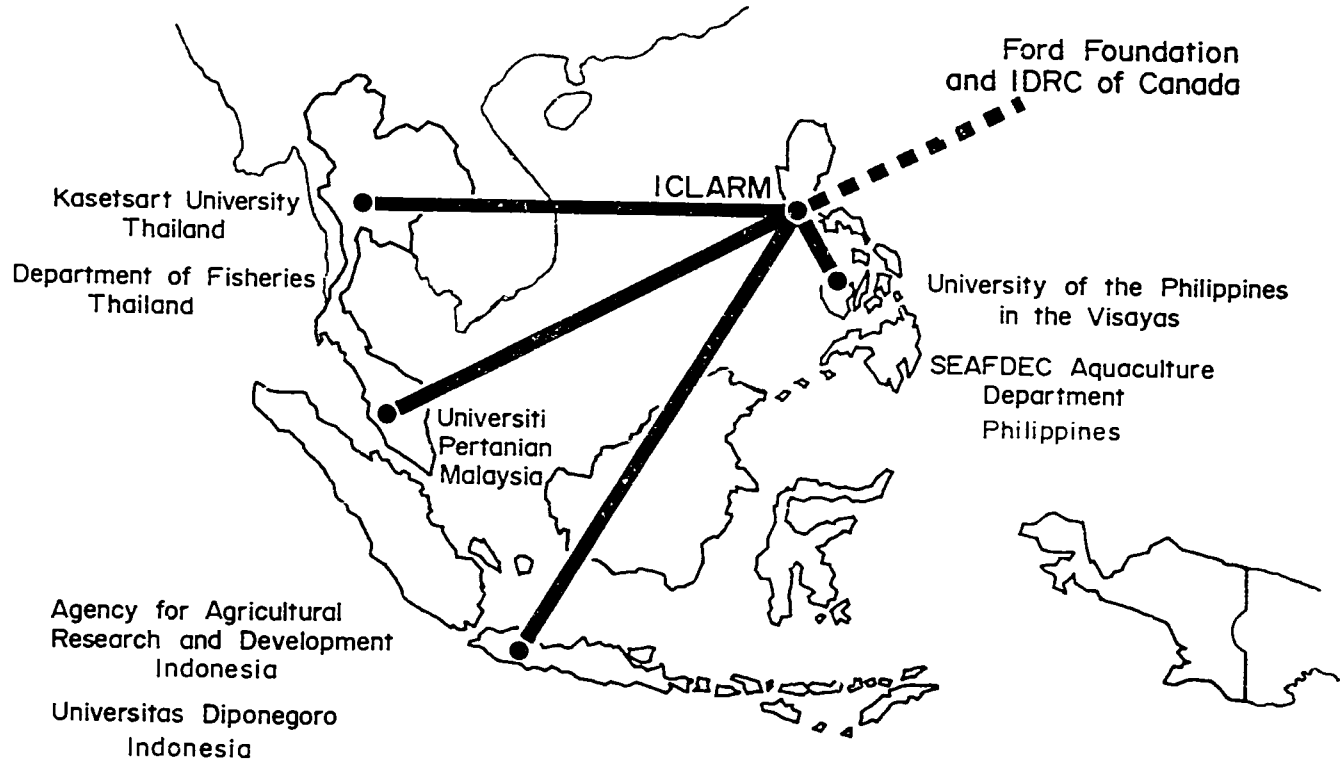 Ford Foundation
and IDRC of Canada
ICLARM
Kasetsart University
Thailand
Department of Fisheries
Thailand
University of the Philippines
in the Visayas
SEAFDEC Aquaculture
Department
Philippines
Universiti
Pertanian
Malaysia
Agency for Agricultural
Research and Development
Indonesia
Universitas Diponegoro
Indonesia